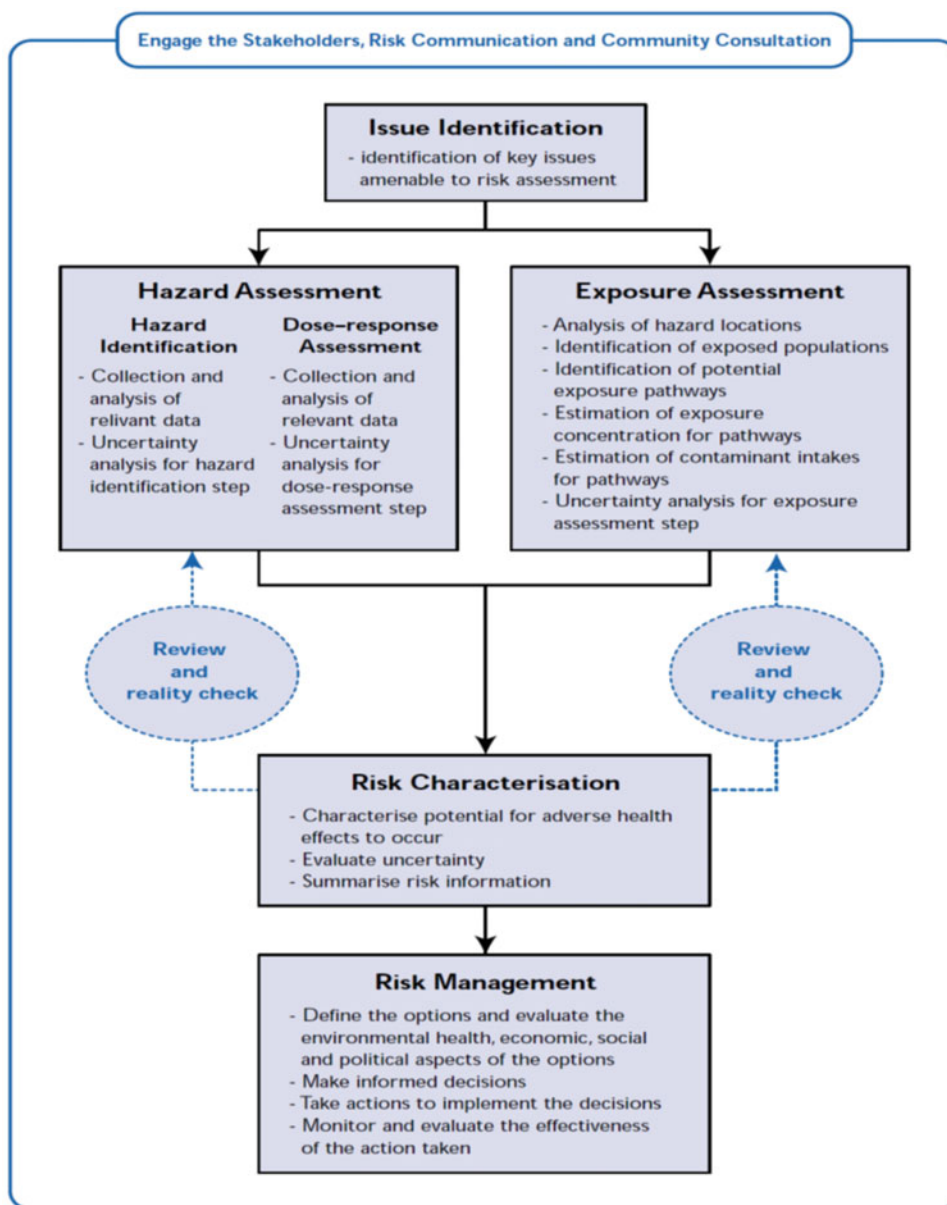 Engage the Stakeholders, Risk Communication and Community Consultation
Issue Identification
- identification of key issues
amenable to risk assessment
Hazard Assessment
Hazard
Identification
- Collection and
analysis of
relivant data
- Uncertainty
analysis for hazard
identification step
Dose–response
Assessment
- Collection and
analysis of
relevant data
- Uncertainty
analysis for
dose-response
assessment step
Exposure Assessment
- Analysis of hazard locations
- Identification of exposed populations
- Identification of potential
exposure pathways
- Estimation of exposure
concentration for pathways
- Estimation of contaminant intakes
for pathways
- Uncertainty analysis for exposure
assessment step
Review
and
reality check
Review
and
reality check
Risk Characterisation
- Characterise potential for adverse health
effects to occur
- Evaluate uncertainty
- Summarise risk information
Risk Management
- Define the options and evaluate the
environmental health, economic, social
and political aspects of the options
- Make informed decisions
- Take actions to implement the decisions
- Monitor and evaluate the effectiveness
of the action taken